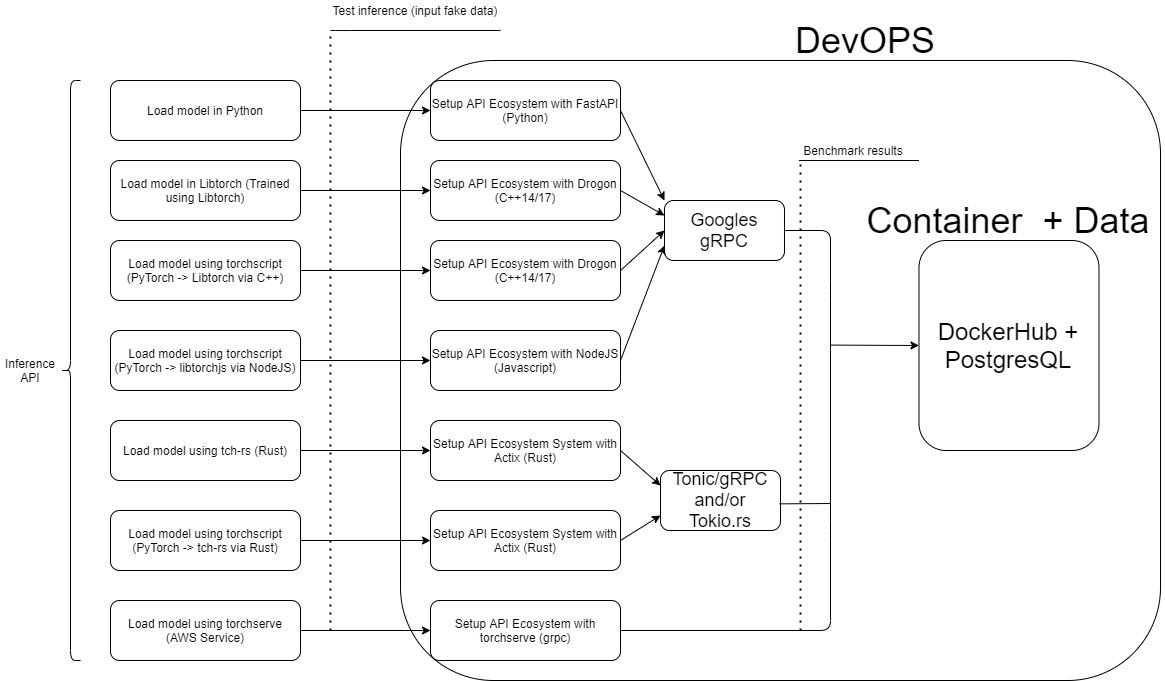 Test inference (input fake data)
DevOPS
Load model in Python
Setup API Ecosystem with FastAPI
(Python)
Benchmark results
Load model in Libtorch (Trained
using Libtorch)
Setup API Ecosystem with Drogon
(C++14/17)
Googles
gRPC
Container + Data
Load model using torchscript
(PyTorch -> Libtorch via C++)
Setup API Ecosystem with Drogon
(C++14/17)
DockerHub +
PostgresQL
Inference
API
Load model using torchscript
(PyTorch -> libtorchjs via NodeJS)
Setup API Ecosystem with NodeJS
(Javascript)
Load model using tch-rs (Rust)
Setup API Ecosystem System with
Actix (Rust)
Tonic/gRPC
and/or
Tokio.rs
Load model using torchscript
(PyTorch -> tch-rs via Rust)
Setup API Ecosystem System with
Actix (Rust)
Load model using torchserve
(AWS Service)
Setup API Ecosystem with
torchserve (grpc)